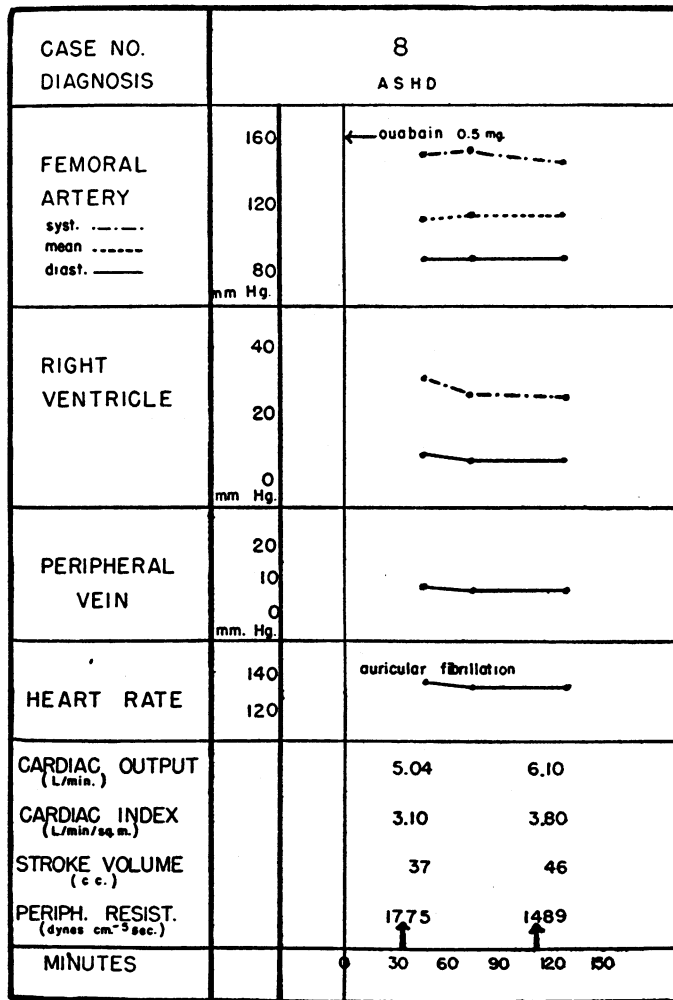 CASE NO. 8
DIAGNOSIS ASHD
FEMORAL ARTERY
syst.
mean
diast.
160
120
80
mm Hg.
←ouabain 0.5 mg.
RIGHT VENTRICLE
40
20
0
mm Hg.
PERIPHERAL VEIN
20
10
0
mm. Hg.
HEART RATE
140
120
auricular fibrillation
CARDIAC OUTPUT 5.04 6.10
(L/min.)
CARDIAC INDEX 3.10 3.80
(L/min/sq.m.)
STROKE VOLUME 37 46
(c c.)
PERIPH. RESIST. 1775 1489
(dynes cm.-5 sec.)
MINUTES 0 30 60 90 120 150